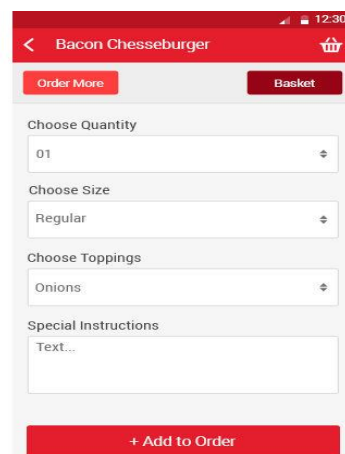 12:30
Bacon Chesseburger
Order More Basket
Choose Quantity
01
Choose Size
Regular
Choose Toppings
Onions
Special Instructions
Text...
+ Add to Order